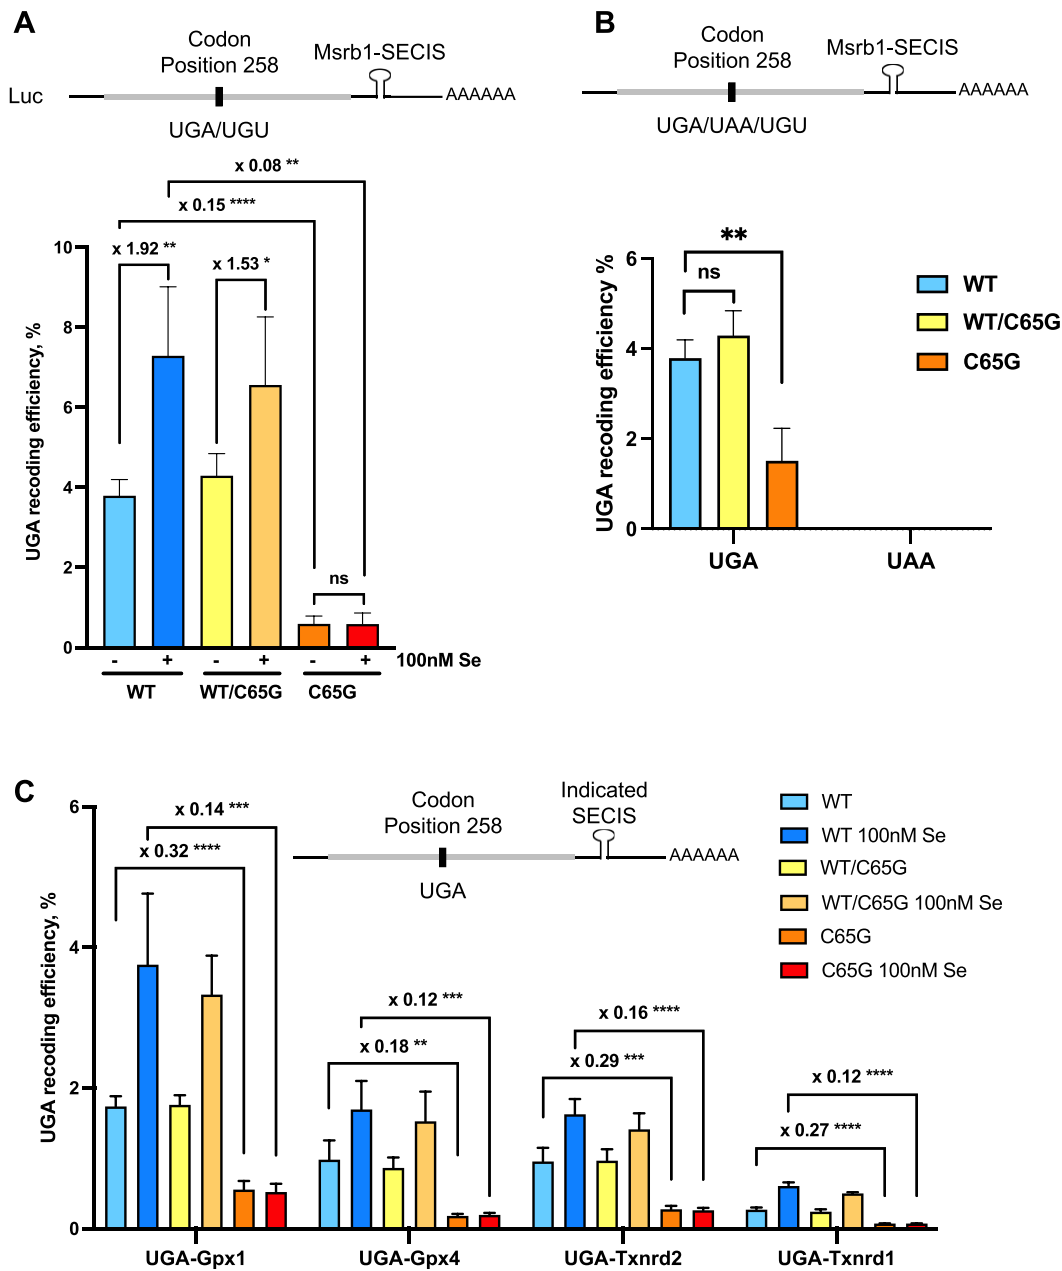 A
Codon
Position 258
Msrb1-SECIS
Luc
AAAAAA
UGA/UGU
x 0.08 **
x 0.15 ****
x 1.92 **
x 1.53 *
ns
UGA recoding efficiency, %
10
8
6
4
2
0
- + - + - + 100nM Se
WT WT/C65G C65G
B
Codon
Position 258
Msrb1-SECIS
AAAAAA
UGA/UAA/UGU
**
ns
UGA recoding efficiency %
6
4
2
0
UGA UAA
WT
WT/C65G
C65G
C
Codon
Position 258
Indicated
SECIS
AAAAAA
UGA
x 0.14 ***
x 0.32 ****
x 0.12 ***
x 0.18 **
x 0.16 ****
x 0.29 ***
x 0.12 ****
x 0.27 ****
UGA recoding efficiency, %
6
4
2
0
UGA-Gpx1 UGA-Gpx4 UGA-Txnrd2 UGA-Txnrd1
WT
WT 100nM Se
WT/C65G
WT/C65G 100nM Se
C65G
C65G 100nM Se